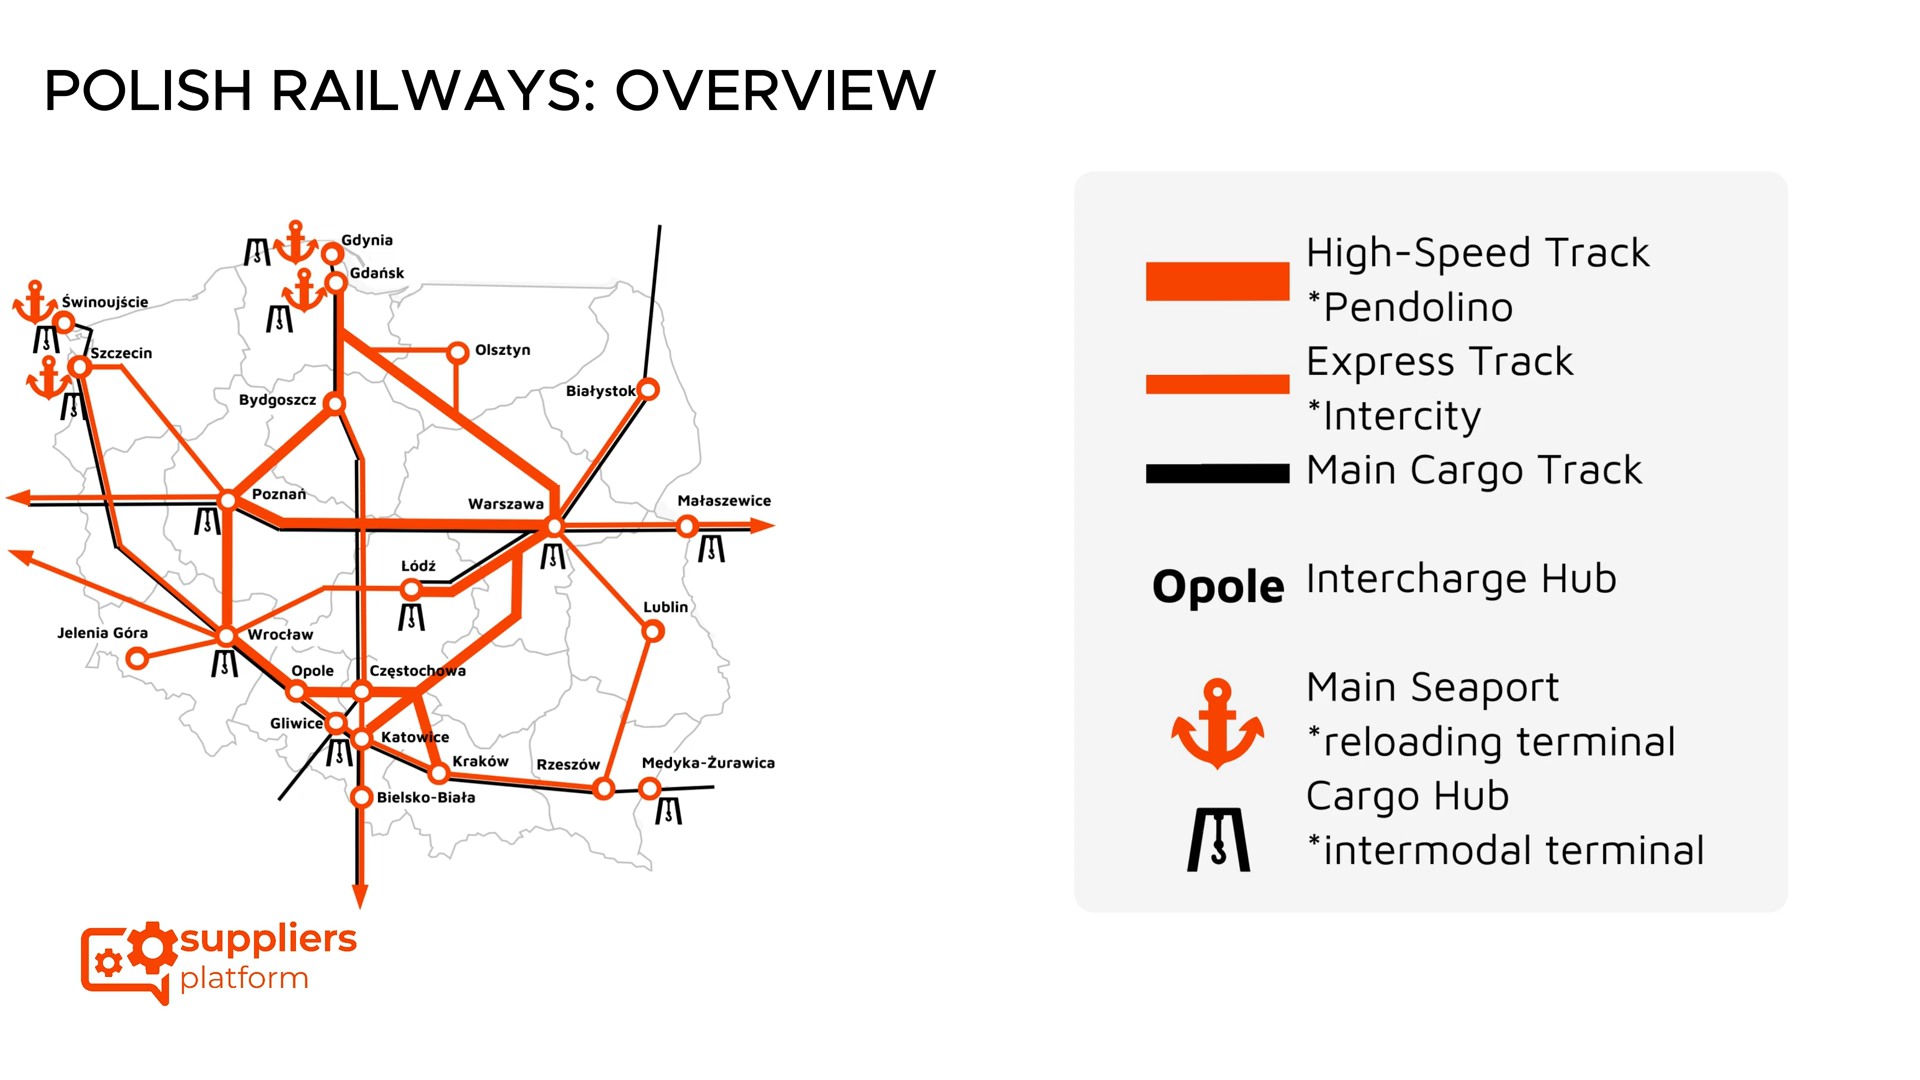 POLISH RAILWAYS: OVERVIEW
Gdynia
Gdańsk
Świnoujście
Szczecin
Olsztyn
Białystok
Bydgoszcz
Poznań
Warszawa
Małaszewice
Łódź
Lublin
Jelenia Góra
Wrocław
Opole
Częstochowa
Gliwice
Katowice
Kraków
Rzeszów
Medyka-Żurawica
Bielsko-Biała
suppliers
platform
High-Speed Track
*Pendolino
Express Track
*Intercity
Main Cargo Track
Opole Intercharge Hub
Main Seaport
*reloading terminal
Cargo Hub
*intermodal terminal